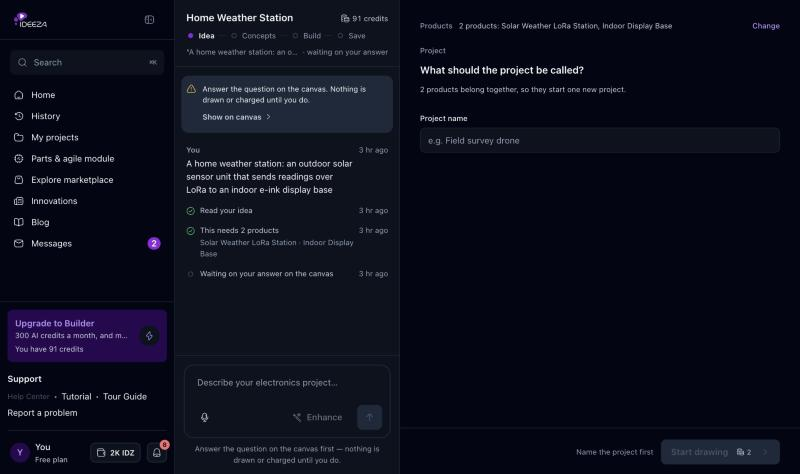 IDEEZA
Search
⌘K
Home
History
My projects
Parts & agile module
Explore marketplace
Innovations
Blog
Messages
2
Upgrade to Builder
300 AI credits a month, and m...
You have 91 credits
Support
Help Center • Tutorial • Tour Guide
Report a problem
Y
You
Free plan
2K IDZ
6
Home Weather Station
91 credits
Idea
Concepts
Build
Save
"A home weather station: an o... · waiting on your answer
Answer the question on the canvas. Nothing is
drawn or charged until you do.
Show on canvas
You
3 hr ago
A home weather station: an outdoor solar
sensor unit that sends readings over
LoRa to an indoor e-ink display base
Read your idea
3 hr ago
This needs 2 products
3 hr ago
Solar Weather LoRa Station · Indoor Display
Base
Waiting on your answer on the canvas
3 hr ago
Describe your electronics project...
Enhance
Answer the question on the canvas first — nothing is
drawn or charged until you do.
Products 2 products: Solar Weather LoRa Station, Indoor Display Base
Change
Project
What should the project be called?
2 products belong together, so they start one new project.
Project name
e.g. Field survey drone
Name the project first
Start drawing
2